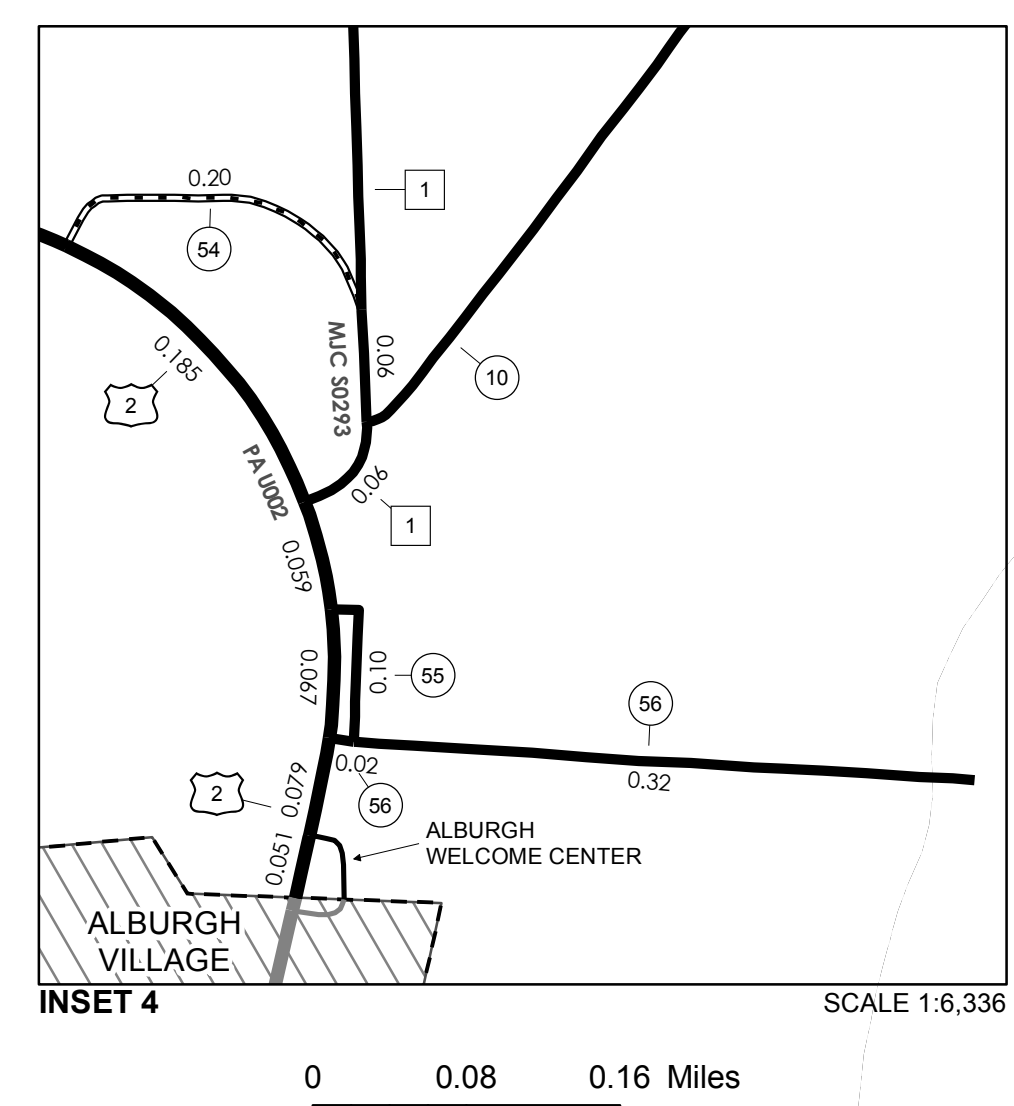 0.20
1
54
MJC S0293
0.06
10
0.185
2
PA U002
0.06
1
0.059
0.067
0.10
55
56
0.02
0.32
2
0.079
56
0.051
ALBURGH
WELCOME CENTER
ALBURGH
VILLAGE
INSET 4
SCALE 1:6,336
0 0.08 0.16 Miles